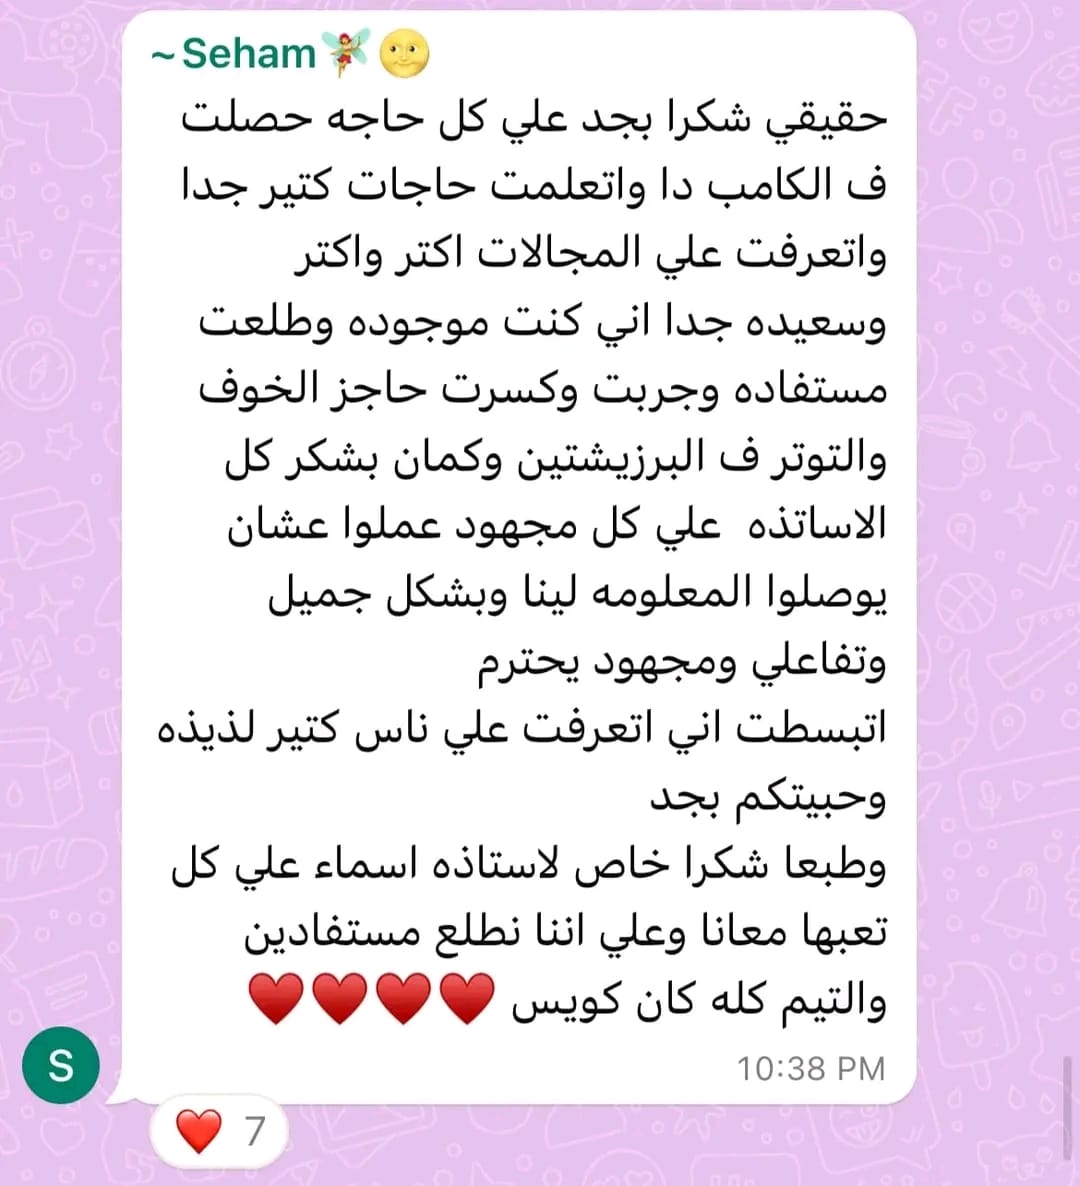 ~Seham🧚‍♀️🌝
حقيقي شكرا بجد علي كل حاجه حصلت
ف الكامب دا واتعلمت حاجات كتير جدا
واتعرفت علي المجالات اكتر واكتر
وسعيده جدا اني كنت موجوده وطلعت
مستفاده وجربت وكسرت حاجز الخوف
والتوتر ف البرزيشتين وكمان بشكر كل
الاساتذه  علي كل مجهود عملوا عشان
يوصلوا المعلومه لينا وبشكل جميل
وتفاعلي ومجهود يحترم
اتبسطت اني اتعرفت علي ناس كتير لذيذه
وحبيتكم بجد
وطبعا شكرا خاص لاستاذه اسماء علي كل
تعبها معانا وعلي اننا نطلع مستفادين
والتيم كله كان كويس ♥️♥️♥️♥️
10:38 PM
S
❤️ 7